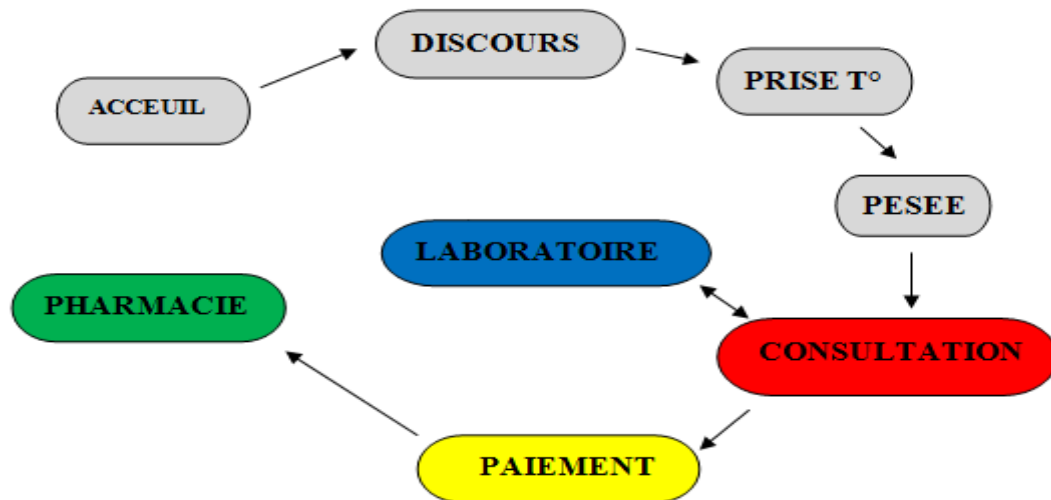 ACCEUIL
DISCOURS
PRISE T°
PESEE
CONSULTATION
LABORATOIRE
PAIEMENT
PHARMACIE